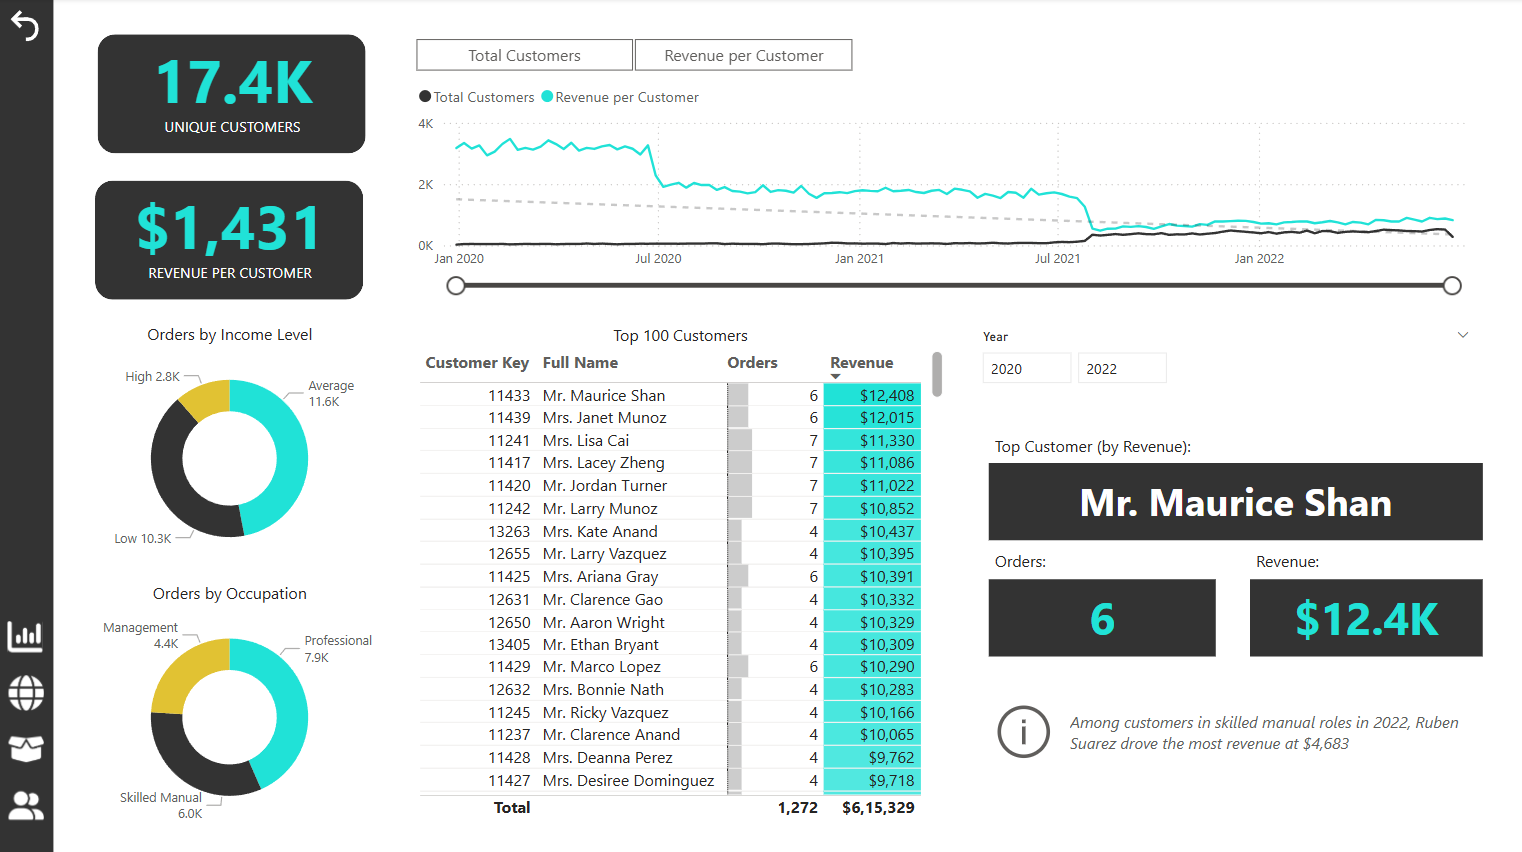 17.4K
UNIQUE CUSTOMERS
$1,431
REVENUE PER CUSTOMER
Total Customers
Revenue per Customer
Total Customers Revenue per Customer
4K
2K
0K
Jan 2020 Jul 2020 Jan 2021 Jul 2021 Jan 2022
Orders by Income Level
High 2.8K
Average
11.6K
Low 10.3K
Orders by Occupation
Management
4.4K
Professional
7.9K
Skilled Manual
6.0K
Top 100 Customers
Customer Key Full Name Orders Revenue
11433 Mr. Maurice Shan 6 $12,408
11439 Mrs. Janet Munoz 6 $12,015
11241 Mrs. Lisa Cai 7 $11,330
11417 Mrs. Lacey Zheng 7 $11,086
11420 Mr. Jordan Turner 7 $11,022
11242 Mr. Larry Munoz 7 $10,852
13263 Mrs. Kate Anand 4 $10,437
12655 Mr. Larry Vazquez 4 $10,395
11425 Mrs. Ariana Gray 6 $10,391
12631 Mr. Clarence Gao 4 $10,332
12650 Mr. Aaron Wright 4 $10,329
13405 Mr. Ethan Bryant 4 $10,309
11429 Mr. Marco Lopez 6 $10,290
12632 Mrs. Bonnie Nath 4 $10,283
11245 Mr. Ricky Vazquez 4 $10,166
11237 Mr. Clarence Anand 4 $10,065
11428 Mrs. Deanna Perez 4 $9,762
11427 Mrs. Desiree Dominguez 4 $9,718
Total 1,272 $6,15,329
Year
2020
2022
Top Customer (by Revenue):
Mr. Maurice Shan
Orders:
6
Revenue:
$12.4K
Among customers in skilled manual roles in 2022, Ruben
Suarez drove the most revenue at $4,683